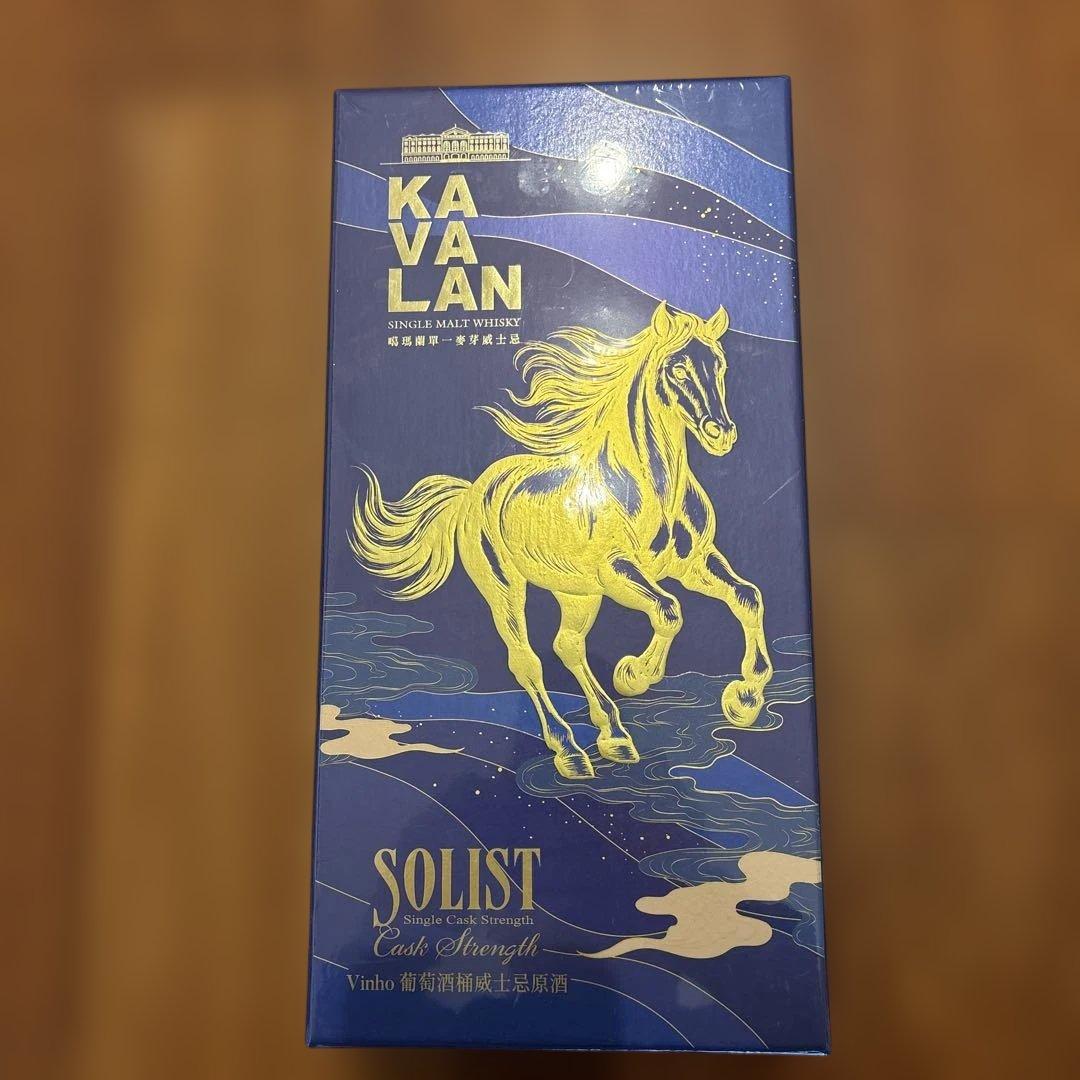 KA
VA
LAN
SINGLE MALT WHISKY
噶瑪蘭單一麥芽威士忌
SOLIST
Single Cask Strength
Cask Strength
Vinho 葡萄酒桶威士忌原酒